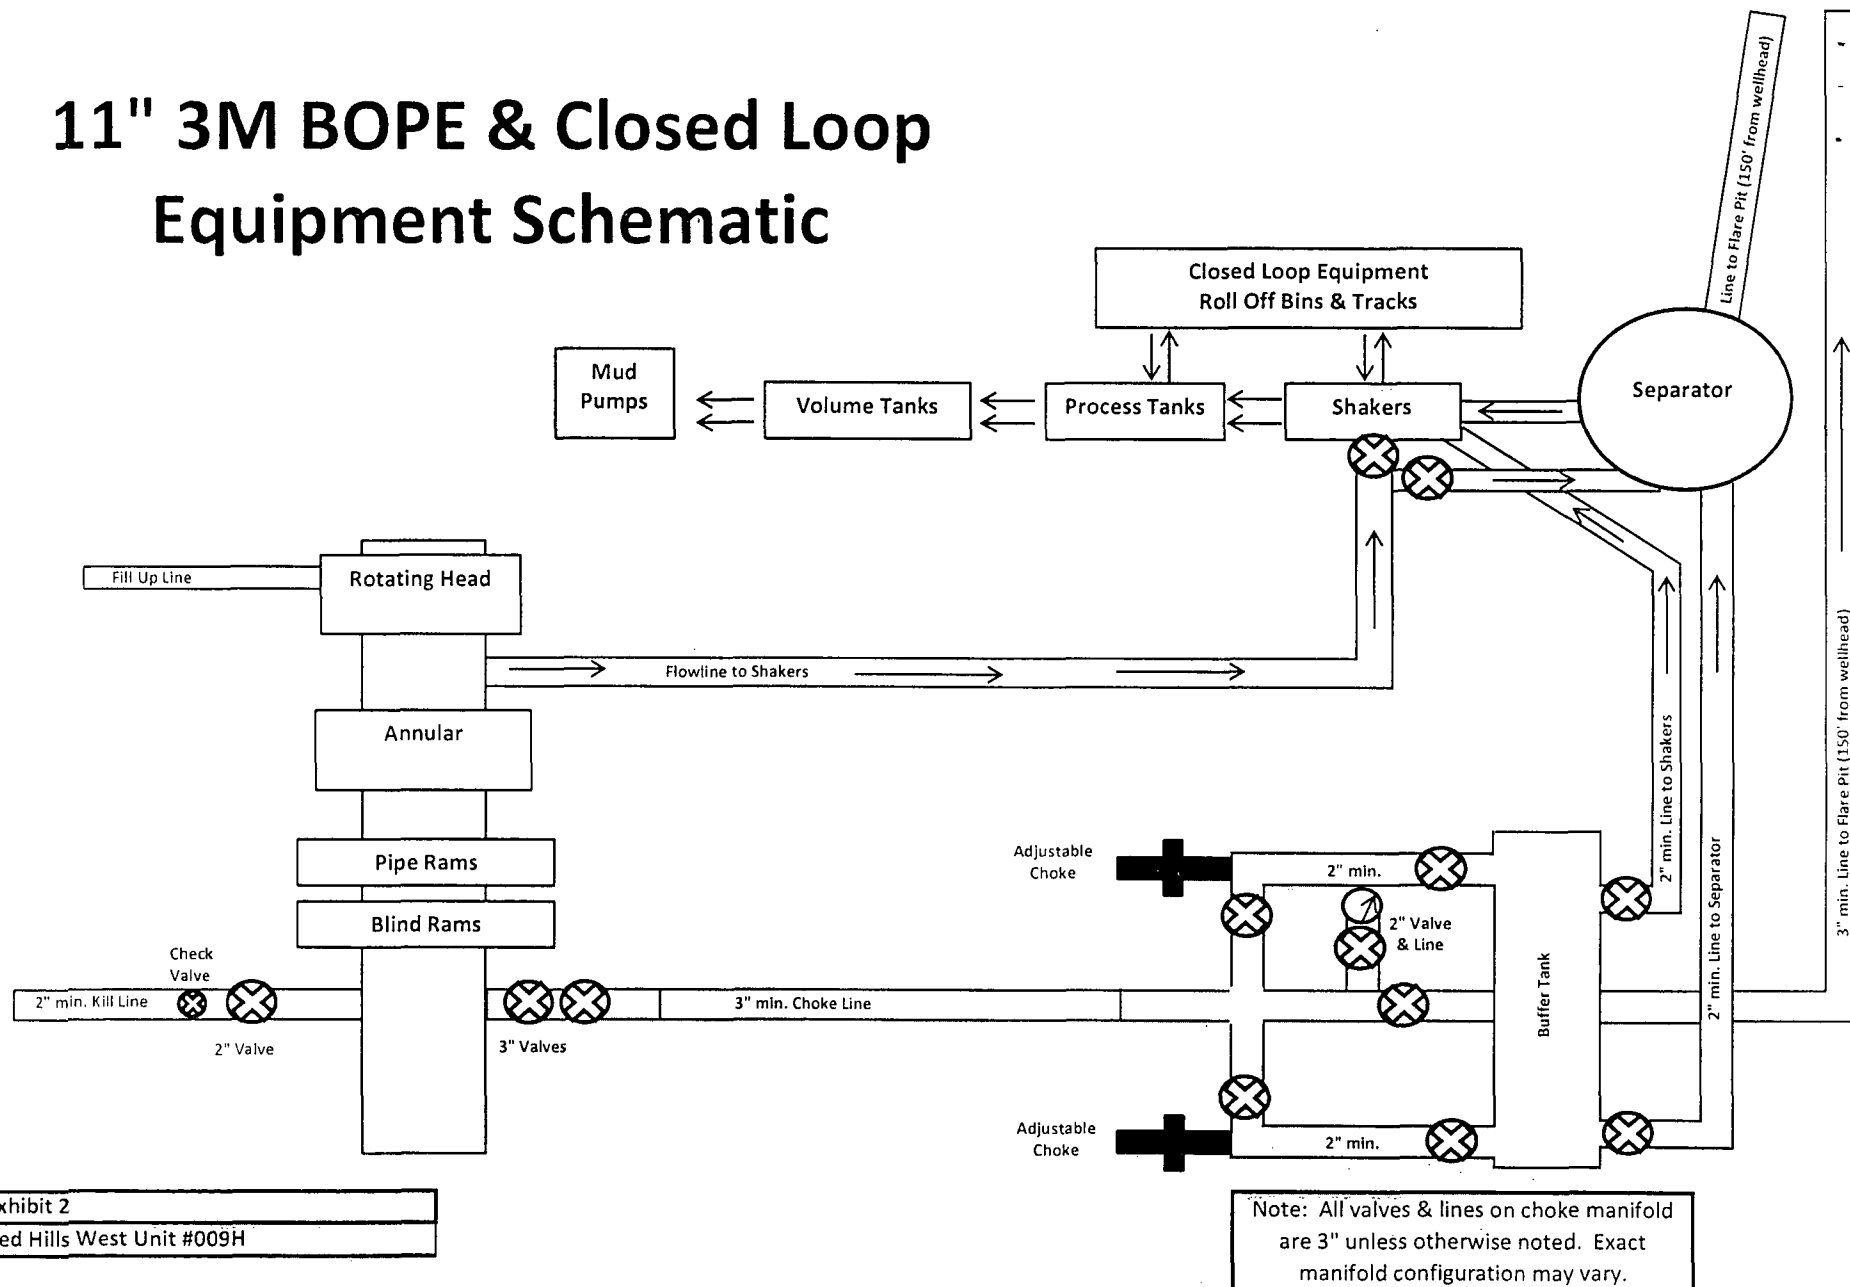 11" 3M BOPE & Closed Loop
Equipment Schematic
Line to Flare Pit (150' from wellhead)
Closed Loop Equipment
Roll Off Bins & Tracks
Mud
Pumps
Volume Tanks
Process Tanks
Shakers
Separator
Fill Up Line
Rotating Head
Flowline to Shakers
Annular
Pipe Rams
Blind Rams
Check
Valve
2" min. Kill Line
2" Valve
3" Valves
3" min. Choke Line
Adjustable
Choke
2" min.
2" Valve
& Line
Adjustable
Choke
2" min.
Buffer Tank
2" min. Line to Shakers
2" min. Line to Separator
3" min. Line to Flare Pit (150' from wellhead)
xhibit 2
ed Hills West Unit #009H
Note: All valves & lines on choke manifold
are 3" unless otherwise noted. Exact
manifold configuration may vary.